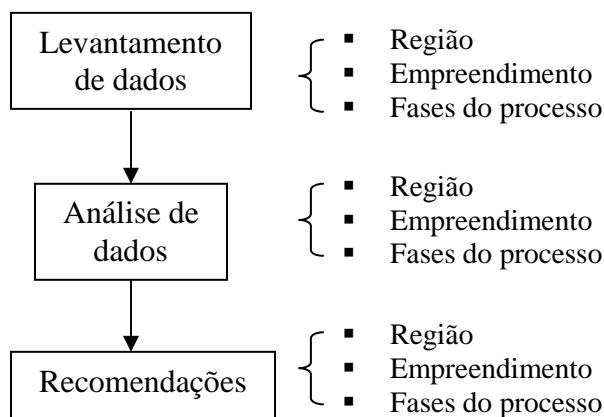 Levantamento
de dados
▪ Região
▪ Empreendimento
▪ Fases do processo
Análise de
dados
▪ Região
▪ Empreendimento
▪ Fases do processo
Recomendações
▪ Região
▪ Empreendimento
▪ Fases do processo